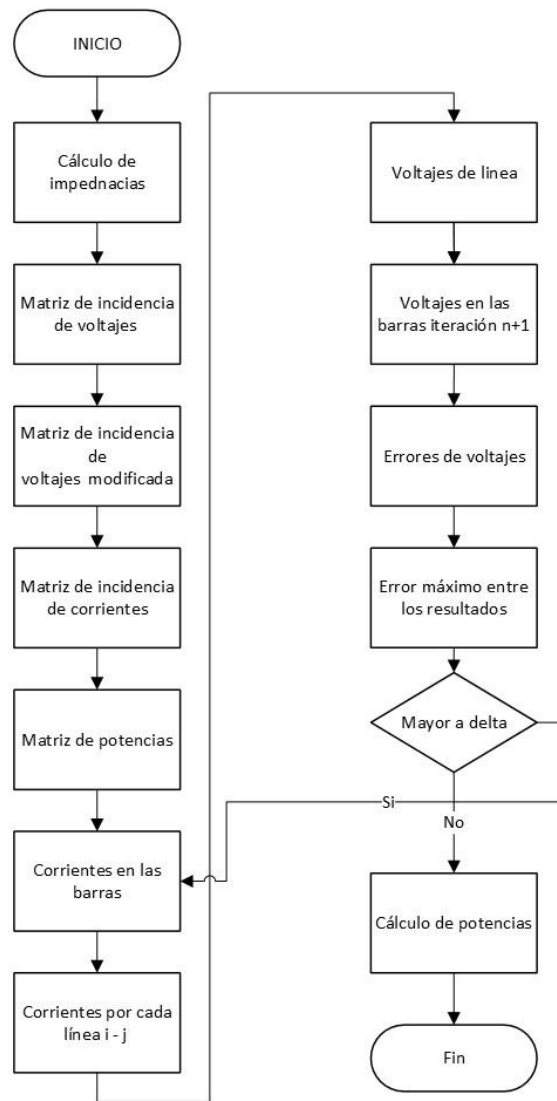 INICIO
Cálculo de
impednacias
Matriz de incidencia
de voltajes
Matriz de incidencia
de
voltajes modificada
Matriz de incidencia
de corrientes
Matriz de potencias
Corrientes en las
barras
Corrientes por cada
línea i - j
Voltajes de linea
Voltajes en las
barras iteración n+1
Errores de voltajes
Error máximo entre
los resultados
Mayor a delta
Si
No
Cálculo de potencias
Fin